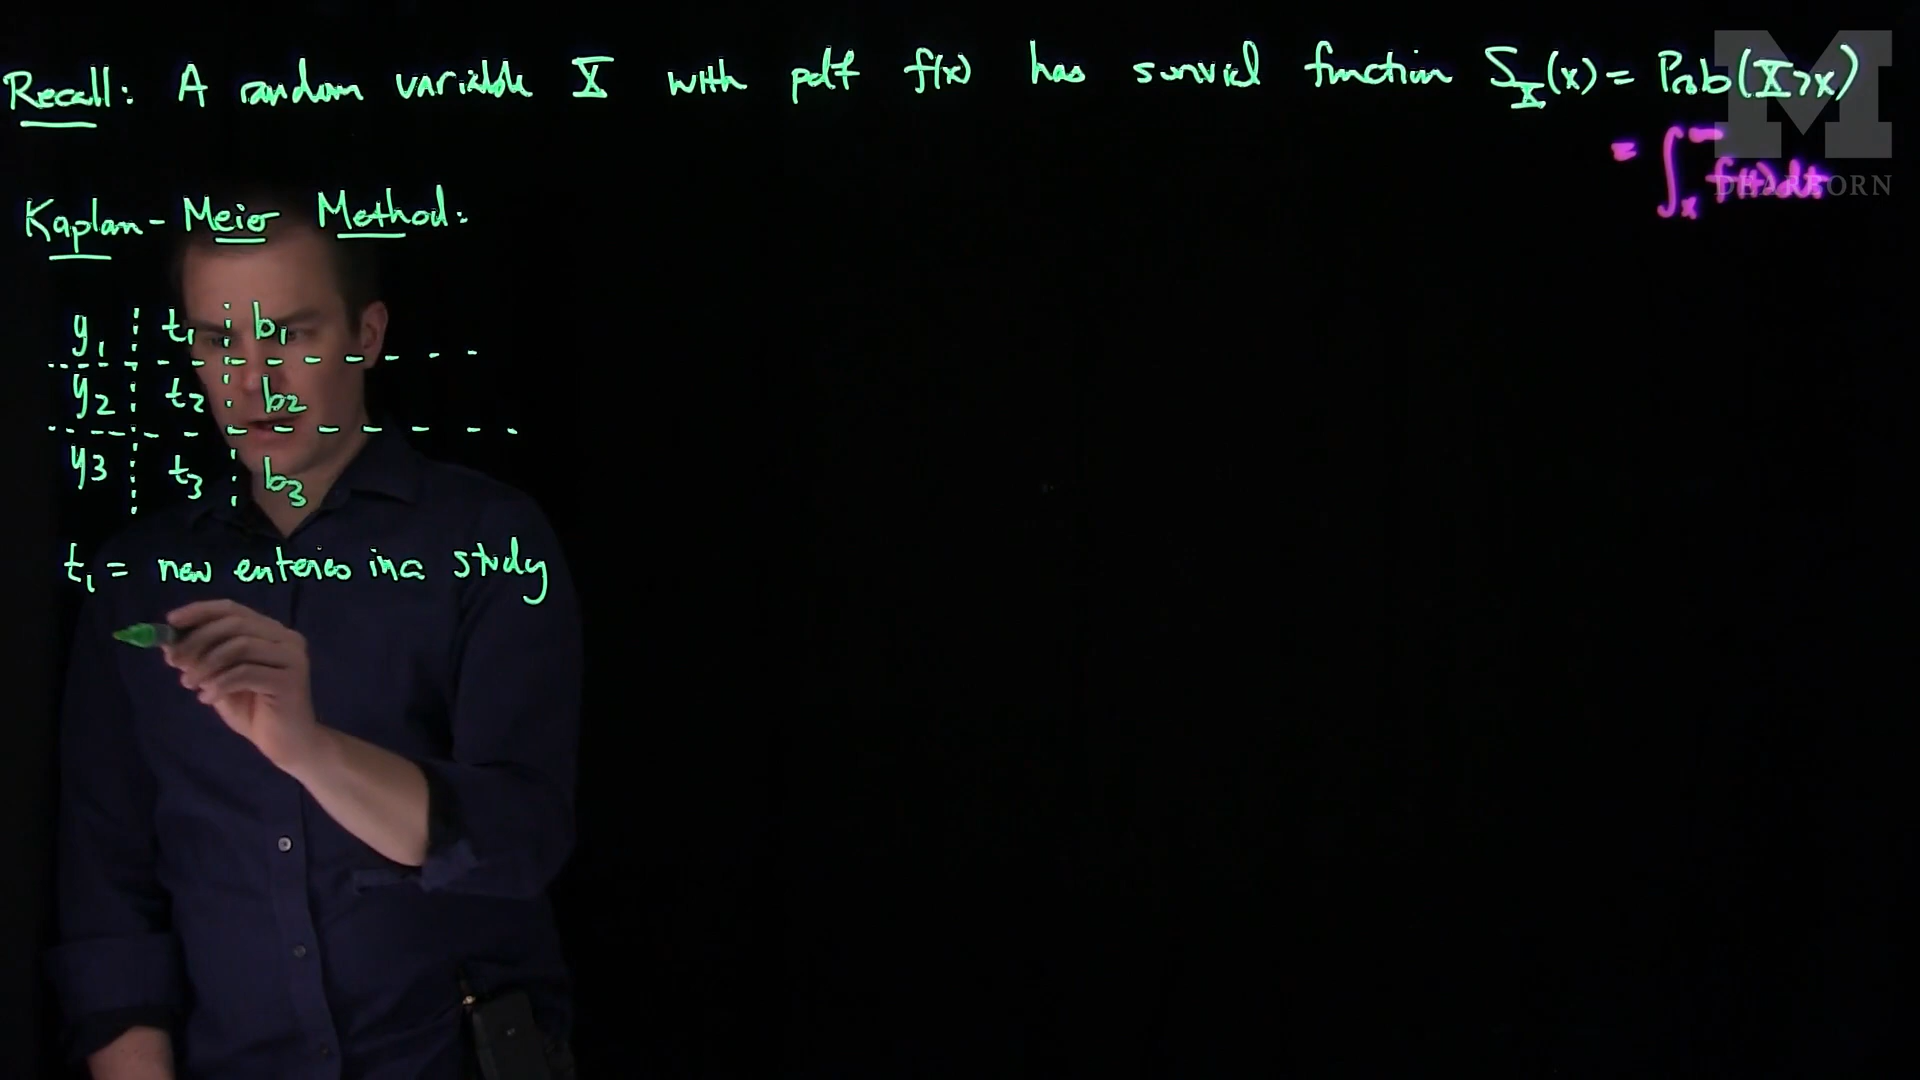 Recall: A random variable X with pdf f(x) has survival function S_X(x) = Prob(X>x)
= ∫_x^∞ f(t)dt
M
DEARBORN
Kaplan-Meier Method:
y₁ t₁ b₁
y₂ t₂ b₂
y₃ t₃ b₃
t₁ = new enteries in a study